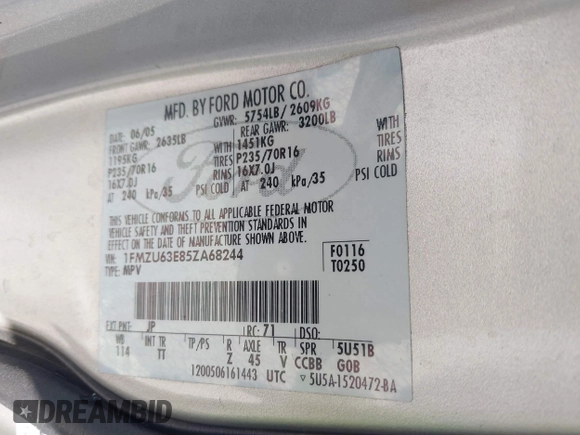 MFD. BY FORD MOTOR CO.
06/05 GVWR: 5754LB/ 2609KG
FRONT GAWR: 2635LB REAR GAWR: 3200LB
1195KG 1451KG
P235/70R16 TIRES P235/70R16 TIRES
16X7.0J RIMS 16X7.0J RIMS
AT 240 kPa/35 PSI COLD AT 240 kPa/35 PSI COLD
THIS VEHICLE CONFORMS TO ALL APPLICABLE FEDERAL MOTOR
VEHICLE SAFETY AND THEFT PREVENTION STANDARDS IN EFFECT ON THE DATE
OF MANUFACTURE SHOWN ABOVE.
VIN: 1FMZU63E85ZA68244 F0116
TYPE: MPV T0250
EXT PNT: JP RC: 71 DSO:
WB INT TR TP/PS R AXLE TR SPR 5U51B
114 TT Z 45 V CCBB GQB
1200506161443 UTC ▽5U5A-1520472-BA
Ford
DREAMBID